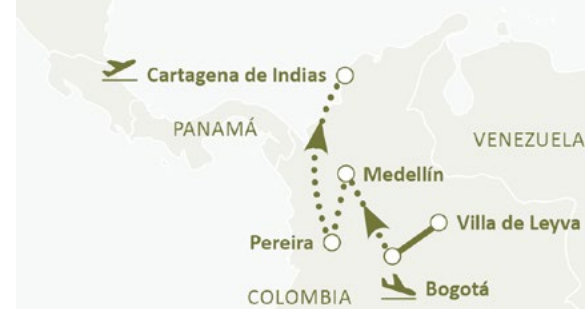 Cartagena de Indias
PANAMÁ
VENEZUELA
Medellín
Villa de Leyva
Pereira
Bogotá
COLOMBIA